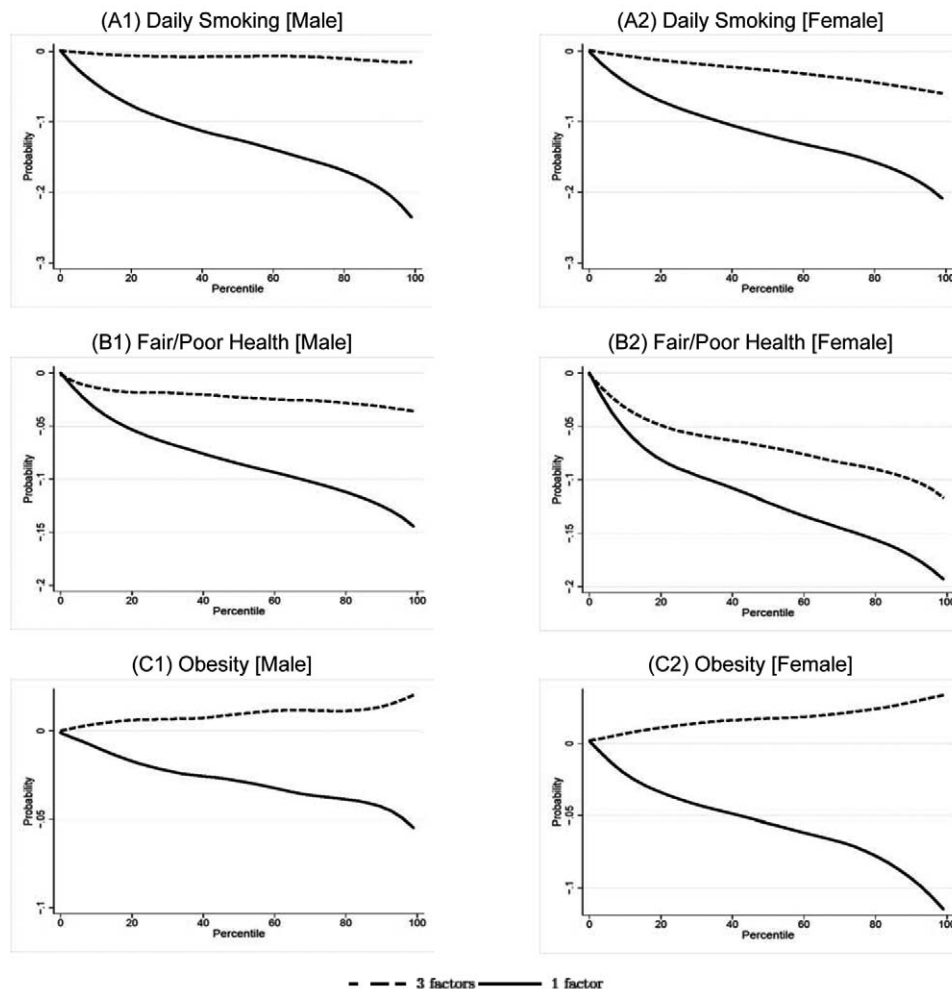 (A1) Daily Smoking [Male]
(A2) Daily Smoking [Female]
Probability
0
-.1
-.2
-.3
0 20 40 60 80 100
Percentile
Probability
0
-.1
-.2
-.3
0 20 40 60 80 100
Percentile
(B1) Fair/Poor Health [Male]
(B2) Fair/Poor Health [Female]
Probability
0
-.05
-.1
-.15
-.2
0 20 40 60 80 100
Percentile
Probability
0
-.05
-.1
-.15
-.2
0 20 40 60 80 100
Percentile
(C1) Obesity [Male]
(C2) Obesity [Female]
Probability
0
-.05
-.1
0 20 40 60 80 100
Percentile
Probability
0
-.05
-.1
0 20 40 60 80 100
Percentile
3 factors 1 factor